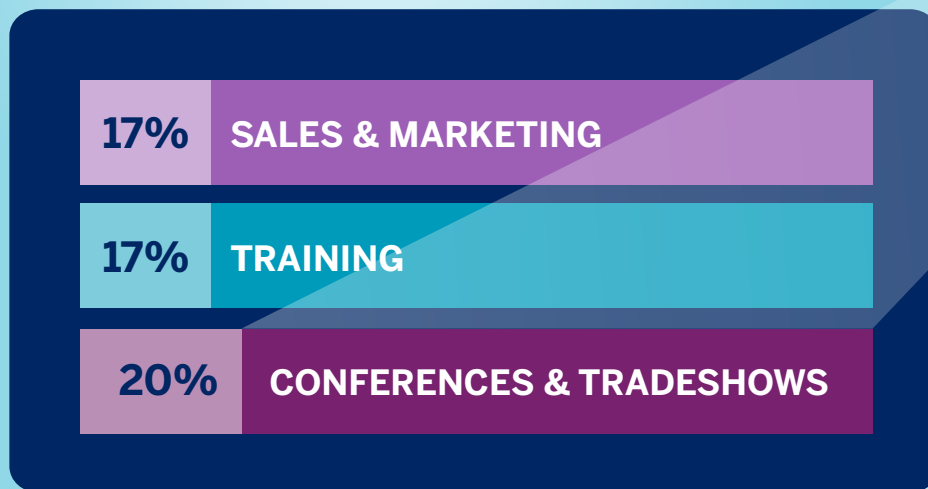 17% SALES & MARKETING
17% TRAINING
20% CONFERENCES & TRADESHOWS